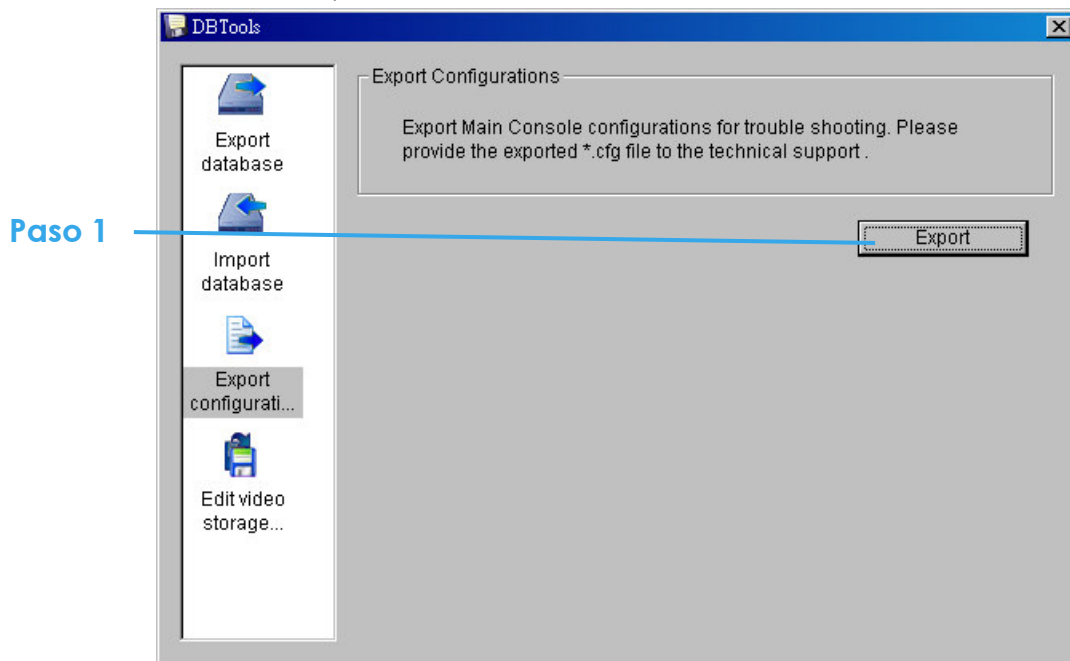 DBTools
Export
database
Import
database
Export
configurati...
Edit video
storage...
Export Configurations
Export Main Console configurations for trouble shooting. Please
provide the exported *.cfg file to the technical support .
Export
Paso 1